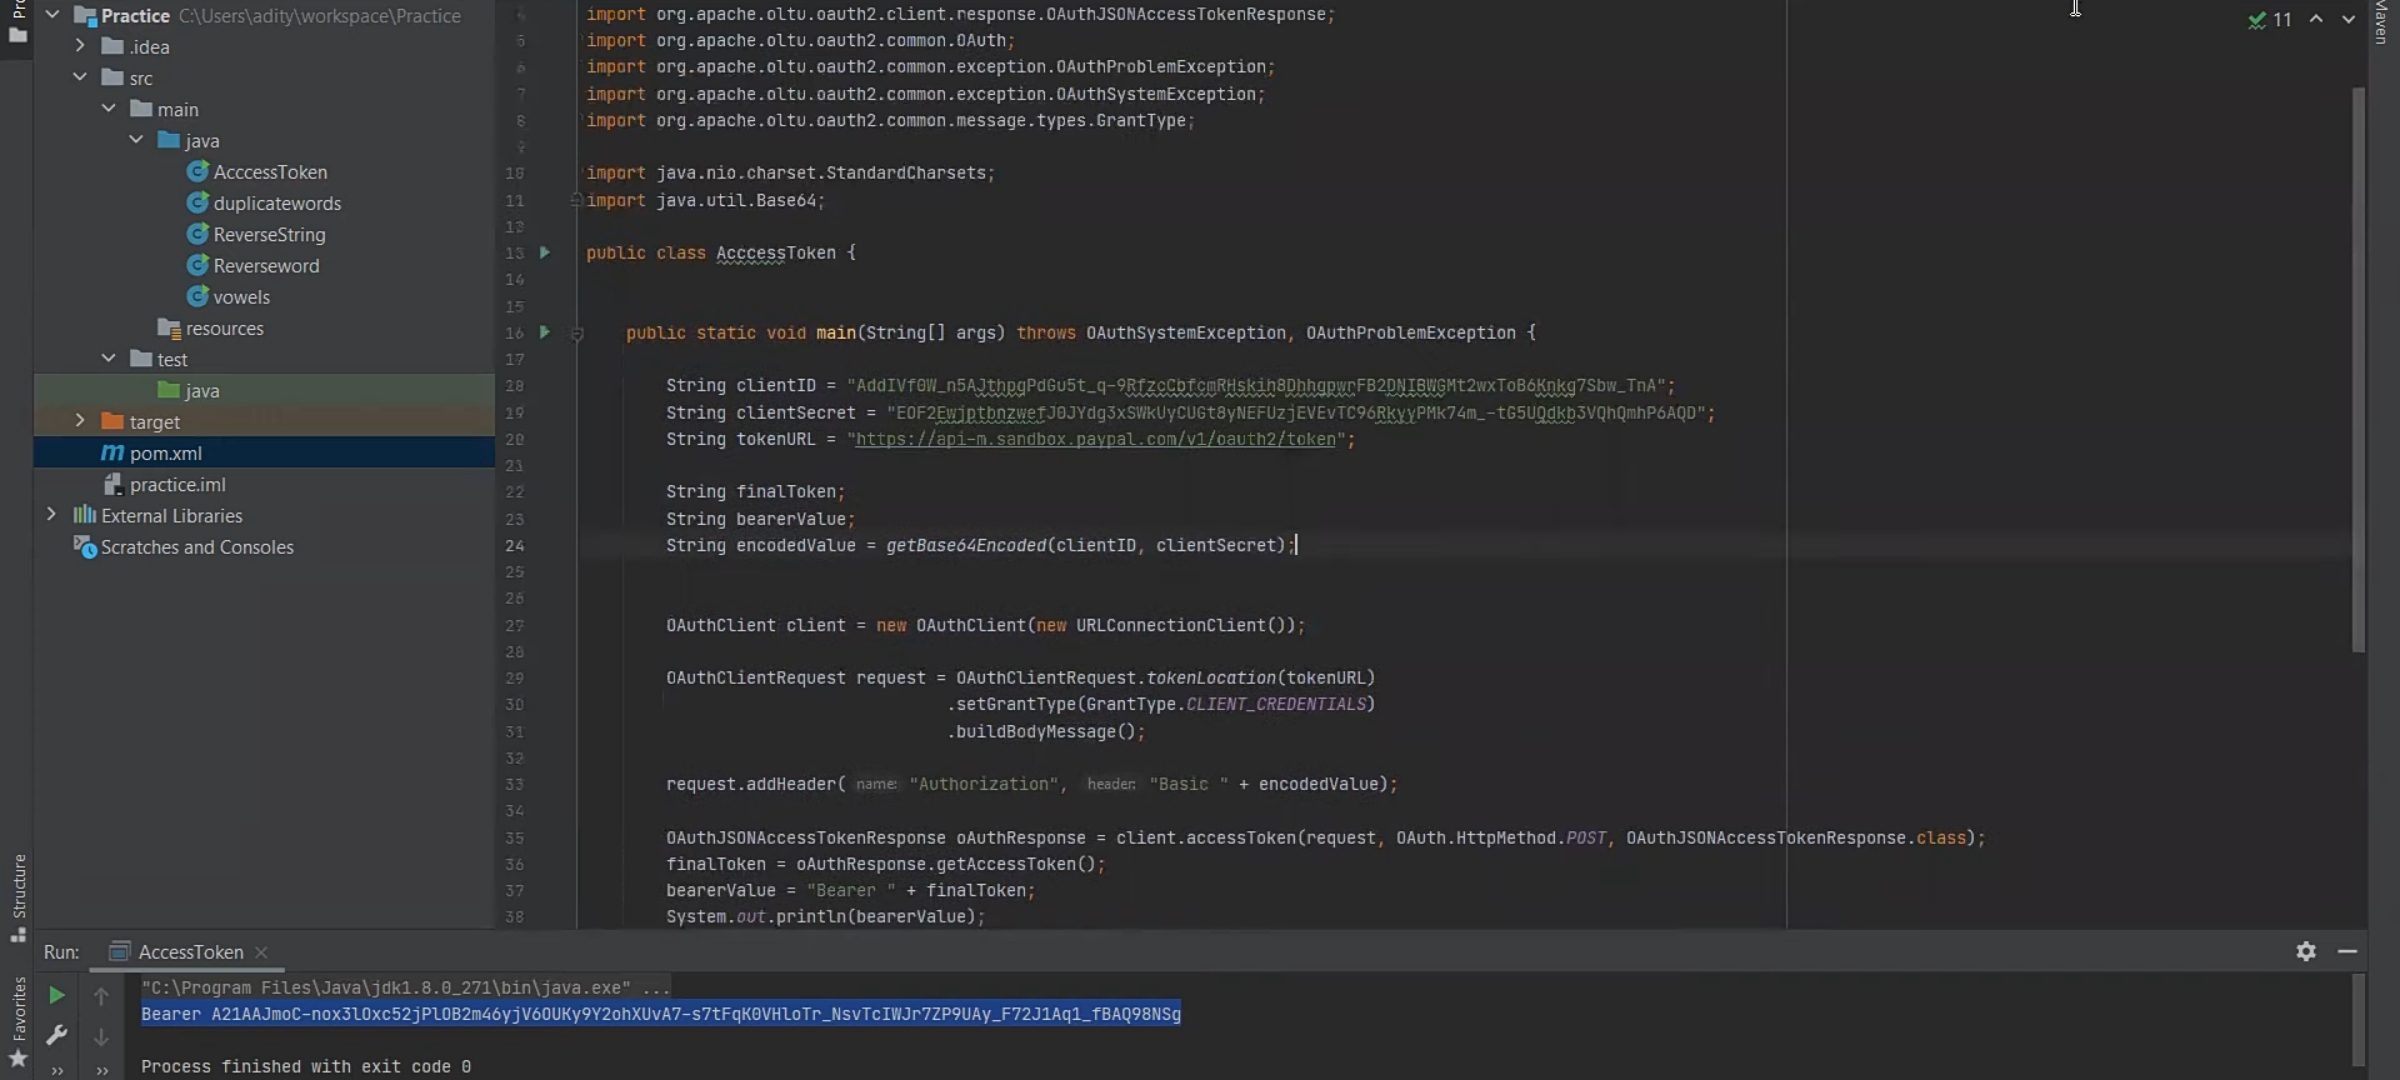 Practice C:\Users\adity\workspace\Practice
.idea
src
main
java
AcccessToken
duplicatewords
ReverseString
Reverseword
vowels
resources
test
java
target
pom.xml
practice.iml
External Libraries
Scratches and Consoles
Structure
Favorites
Maven
11
4 import org.apache.oltu.oauth2.client.response.OAuthJSONAccessTokenResponse;
5 import org.apache.oltu.oauth2.common.OAuth;
6 import org.apache.oltu.oauth2.common.exception.OAuthProblemException;
7 import org.apache.oltu.oauth2.common.exception.OAuthSystemException;
8 import org.apache.oltu.oauth2.common.message.types.GrantType;
9
10 import java.nio.charset.StandardCharsets;
11 import java.util.Base64;
13
15 public class AcccessToken {
14
15
16 public static void main(String[] args) throws OAuthSystemException, OAuthProblemException {
17
28 String clientID = "AddIVf0W_n5AJthpgPdGu5t_q-9RfzcCbfcmRHskih8DhhgpwrFB2DNIBWGMt2wxToB6Knkg7Sbw_TnA";
19 String clientSecret = "EOF2EwjptbnzwefJ0JYdg3xSWkUyCUGt8yNEFUzjEVEvTC96RkyyPMk74m_-tG5UQdkb3VQhQmhP6AQD";
20 String tokenURL = "https://api-m.sandbox.paypal.com/v1/oauth2/token";
21
22 String finalToken;
23 String bearerValue;
24 String encodedValue = getBase64Encoded(clientID, clientSecret);
25
26
27 OAuthClient client = new OAuthClient(new URLConnectionClient());
28
29 OAuthClientRequest request = OAuthClientRequest.tokenLocation(tokenURL)
30 .setGrantType(GrantType.CLIENT_CREDENTIALS)
31 .buildBodyMessage();
32
33 request.addHeader( name: "Authorization", header: "Basic " + encodedValue);
34
35 OAuthJSONAccessTokenResponse oAuthResponse = client.accessToken(request, OAuth.HttpMethod.POST, OAuthJSONAccessTokenResponse.class);
36 finalToken = oAuthResponse.getAccessToken();
37 bearerValue = "Bearer " + finalToken;
38 System.out.println(bearerValue);
Run: AccessToken
"C:\Program Files\Java\jdk1.8.0_271\bin\java.exe" ...
Bearer A21AAJmoC-nox3lOxc52jPlOB2m46yjV6OUKy9Y2ohXUvA7-s7tFqK0VHloTr_NsvTcIWJr7ZP9UAy_F72J1Aq1_fBAQ98NSg
Process finished with exit code 0